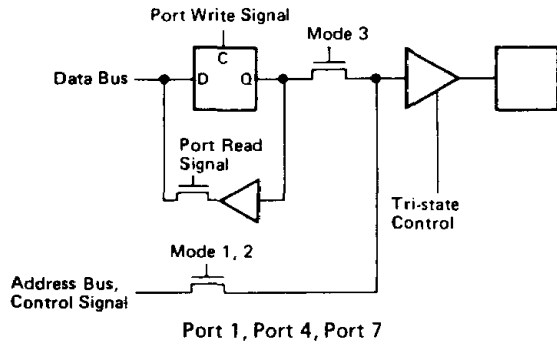 Port Write Signal
Mode 3
C
Data Bus
D
Q
Port Read
Signal
Tri-state
Control
Mode 1, 2
Address Bus,
Control Signal
Port 1, Port 4, Port 7